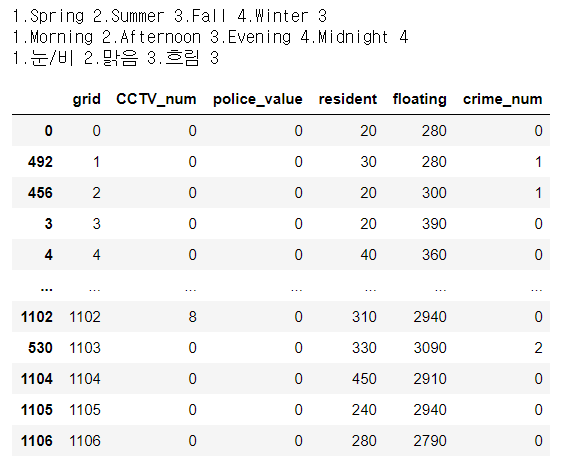 1.Spring 2.Summer 3.Fall 4.Winter 3
1.Morning 2.Afternoon 3.Evening 4.Midnight 4
1.눈/비 2.맑음 3.흐림 3
grid CCTV_num police_value resident floating crime_num
0 0 0 0 20 280 0
492 1 0 0 30 280 1
456 2 0 0 20 300 1
3 3 0 0 20 390 0
4 4 0 0 40 360 0
... ... ... ... ... ... ...
1102 1102 8 0 310 2940 0
530 1103 0 0 330 3090 2
1104 1104 0 0 450 2910 0
1105 1105 0 0 240 2940 0
1106 1106 0 0 280 2790 0